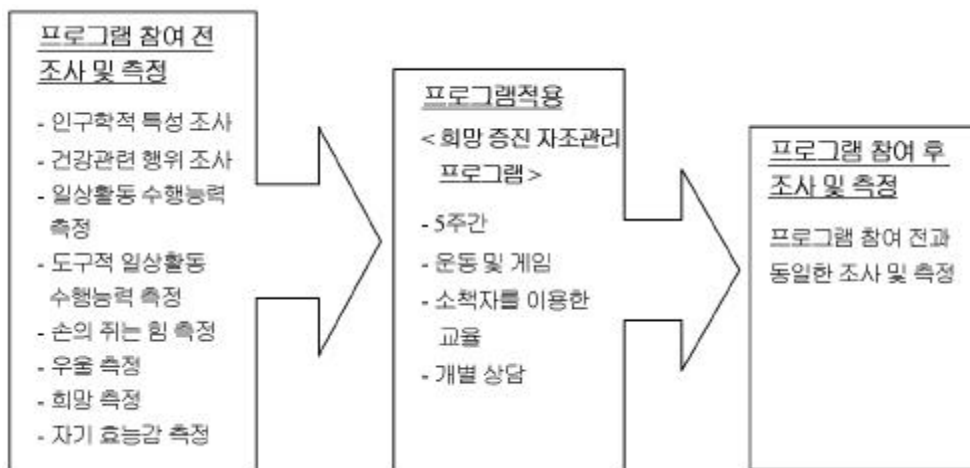 프로그램 참여 전
조사 및 측정
- 인구학적 특성 조사
- 건강관련 행위 조사
- 일상활동 수행능력
측정
- 도구적 일상활동
수행능력 측정
- 손의 쥐는 힘 측정
- 우울 측정
- 희망 측정
- 자기 효능감 측정
프로그램적용
< 희망 증진 자조관리
프로그램 >
- 5주간
- 운동 및 게임
- 소책자를 이용한
교율
- 개별 상담
프로그램 참여 후
조사 및 측정
프로그램 참여 전과
동일한 조사 및 측정